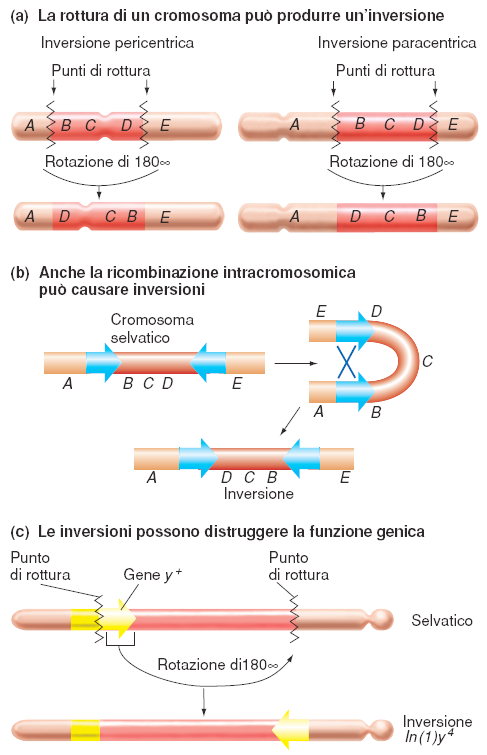 (a) La rottura di un cromosoma può produrre un'inversione
Inversione pericentrica
Punti di rottura
A B C D E
Rotazione di 180∞
A D C B E
Inversione paracentrica
Punti di rottura
A B C D E
Rotazione di 180∞
A D C B E
(b) Anche la ricombinazione intracromosomica
può causare inversioni
Cromosoma
selvatico
A B C D E
E D
C
A B
A D C B E
Inversione
(c) Le inversioni possono distruggere la funzione genica
Punto
di rottura
Gene y+
Punto
di rottura
Selvatico
Rotazione di180∞
Inversione
In(1)y4